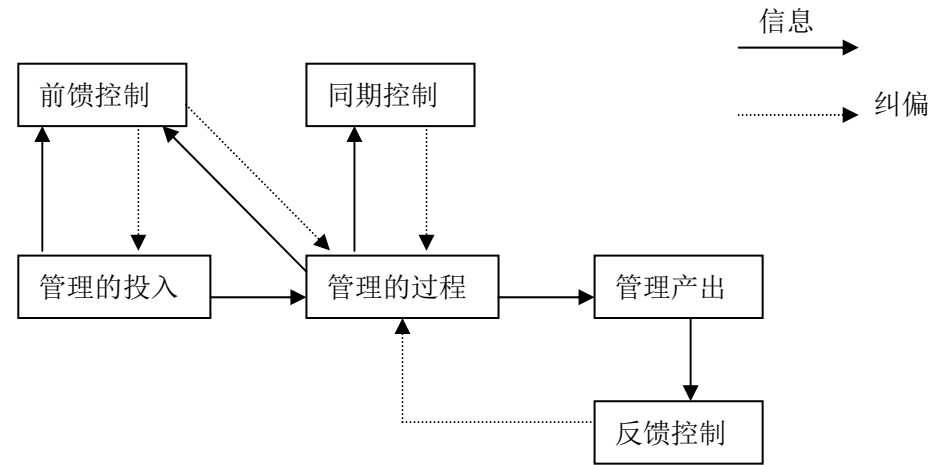 信息
前馈控制
同期控制
纠偏
管理的投入
管理的过程
管理产出
反馈控制